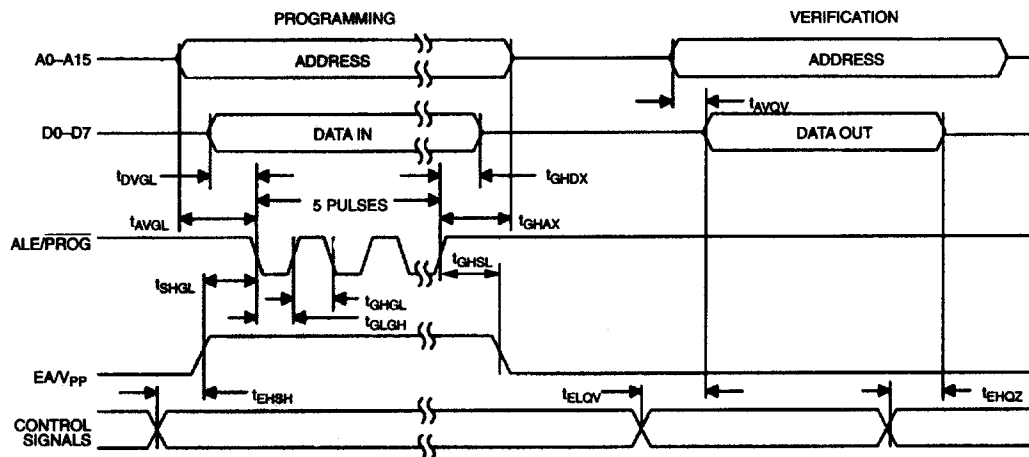 PROGRAMMING
VERIFICATION
A0–A15
ADDRESS
ADDRESS
tAVQV
D0–D7
DATA IN
DATA OUT
tDVGL
tGHDX
5 PULSES
tAVGL
tGHAX
ALE/PROG
tSHGL
tGHSL
tGHGL
tGLGH
EA/VPP
tEHSH
tELQV
tEHQZ
CONTROL
SIGNALS